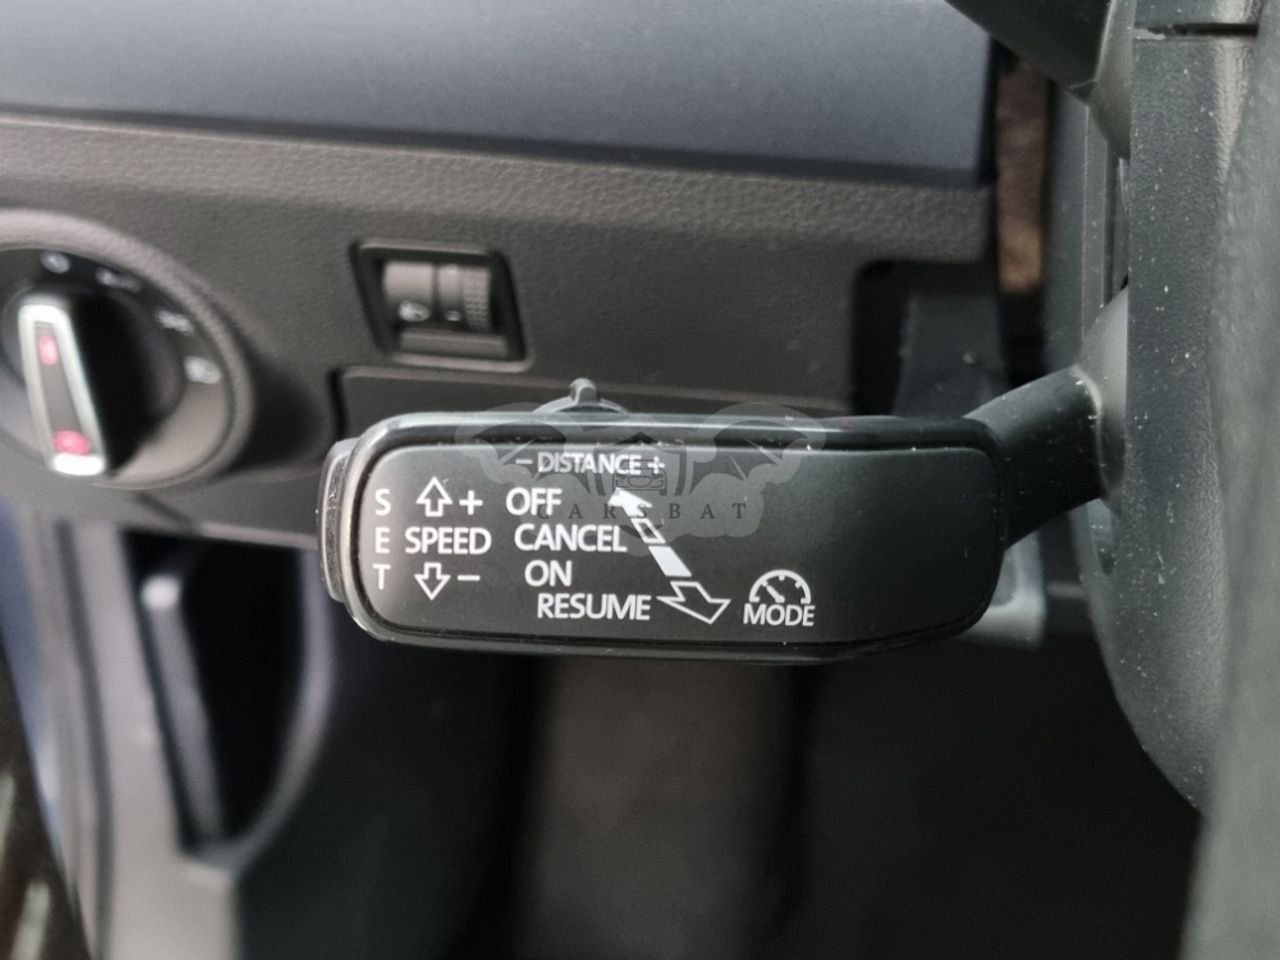 − DISTANCE +
S + OFF
E SPEED CANCEL
T − ON
RESUME MODE
CARSBAT